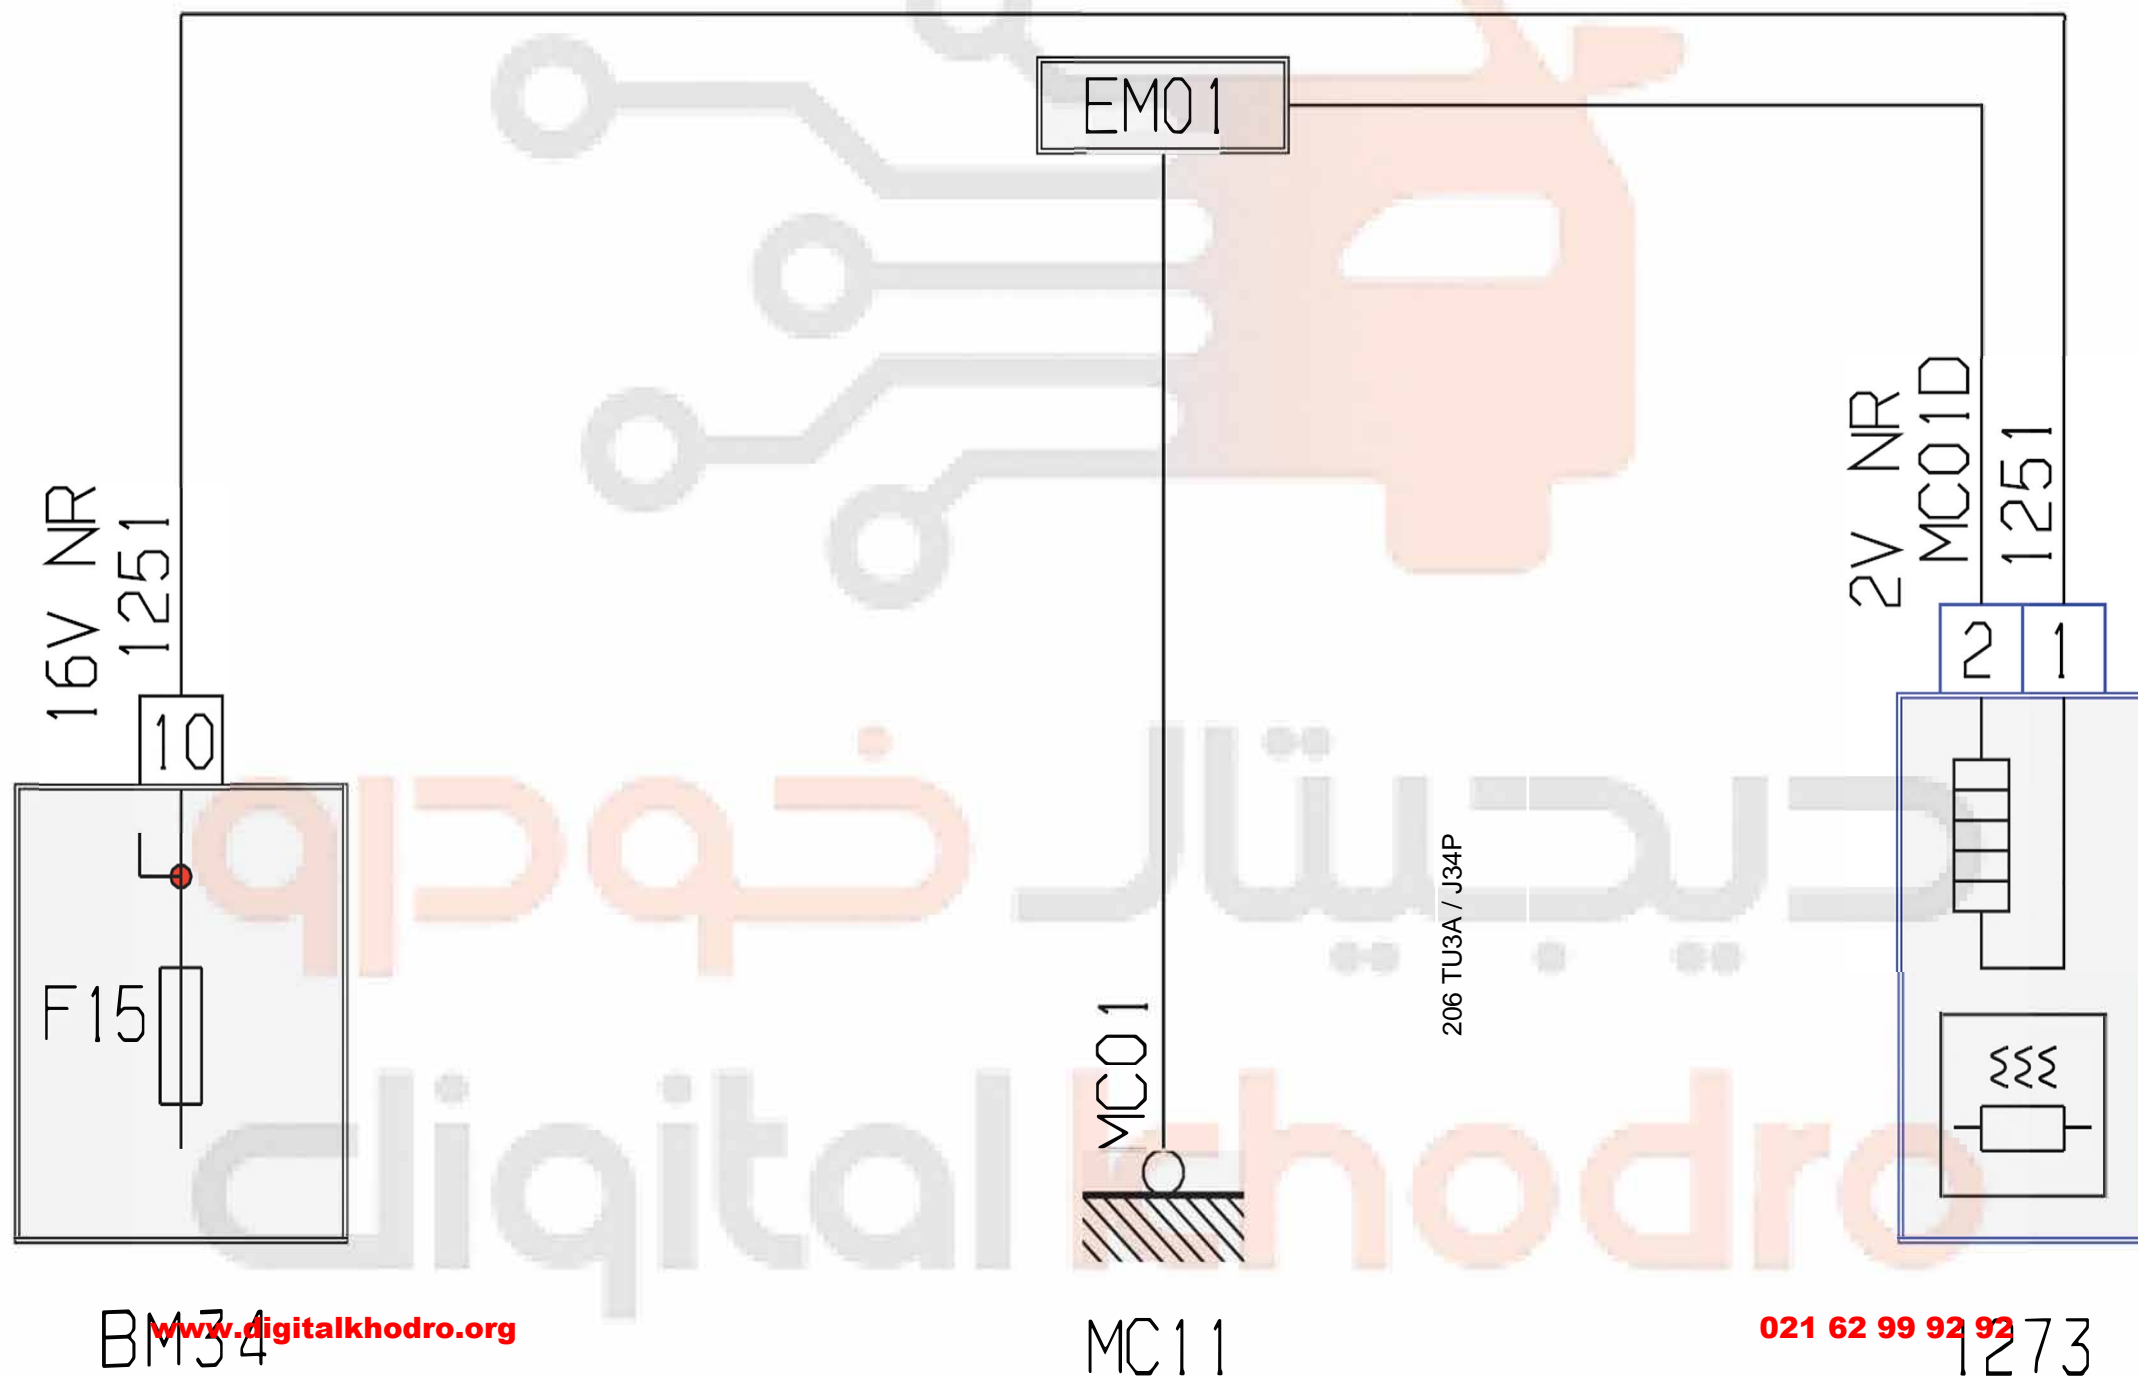 EM01
16V NR
1251
10
F15
BM34
www.digitalkhodro.org
MC01
MC11
206 TU3A / J34P
2V NR
MC01D
1251
2
1
1273
021 62 99 92 92
دیجیتال خودرو
digital khodro